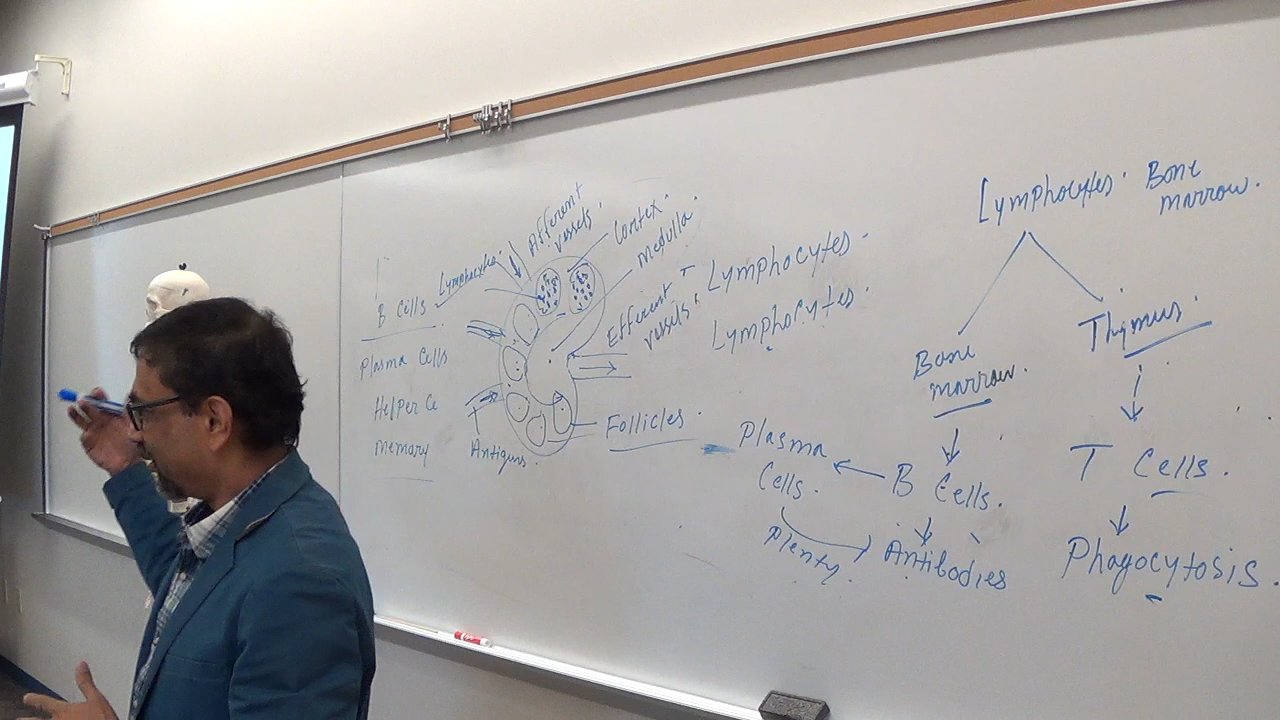 Lymphocytes.
B Cells
Plasma Cells
Helper Ce
Memory
Afferent
vessels.
Cortex.
Medulla.
Efferent
vessels
Antigens.
Follicles.
T Lymphocytes
Lymphocytes.
Lymphocytes. Bone
marrow.
Bone
marrow.
Thymus.
Plasma
Cells.
B Cells.
T Cells.
Plenty.
Antibodies
Phagocytosis.